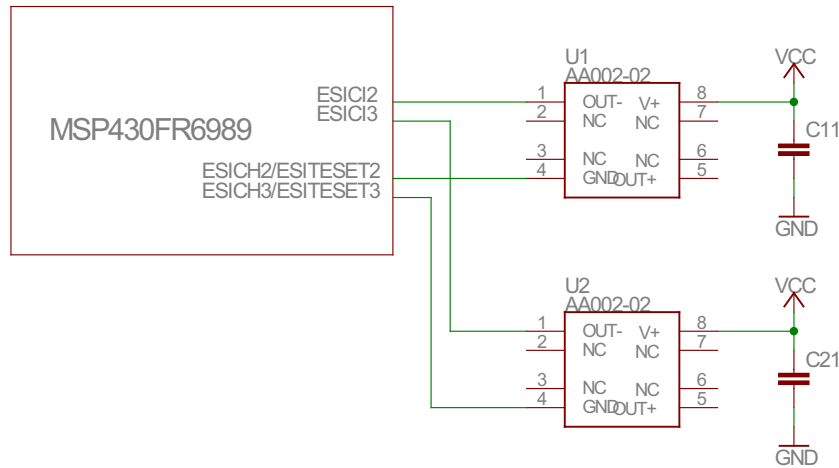 MSP430FR6989
ESICI2
ESICI3
ESICH2/ESITESET2
ESICH3/ESITESET3
U1
AA002-02
1 OUT- V+ 8
2 NC NC 7
3 NC NC 6
4 GND OUT+ 5
VCC
C11
GND
U2
AA002-02
1 OUT- V+ 8
2 NC NC 7
3 NC NC 6
4 GND OUT+ 5
VCC
C21
GND